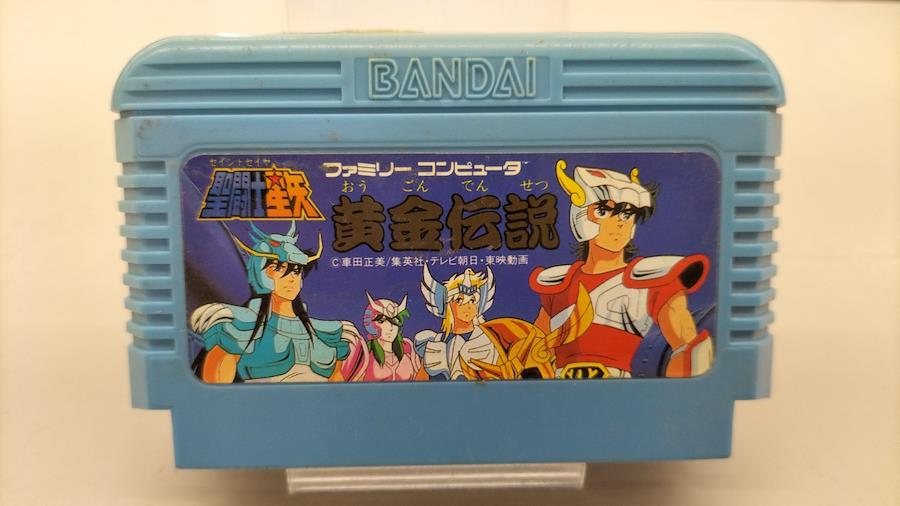 BANDAI
セイントセイヤ
聖闘士星矢
ファミリー コンピュータ
おう ごん でん せつ
黄金伝説
©車田正美/集英社・テレビ朝日・東映動画